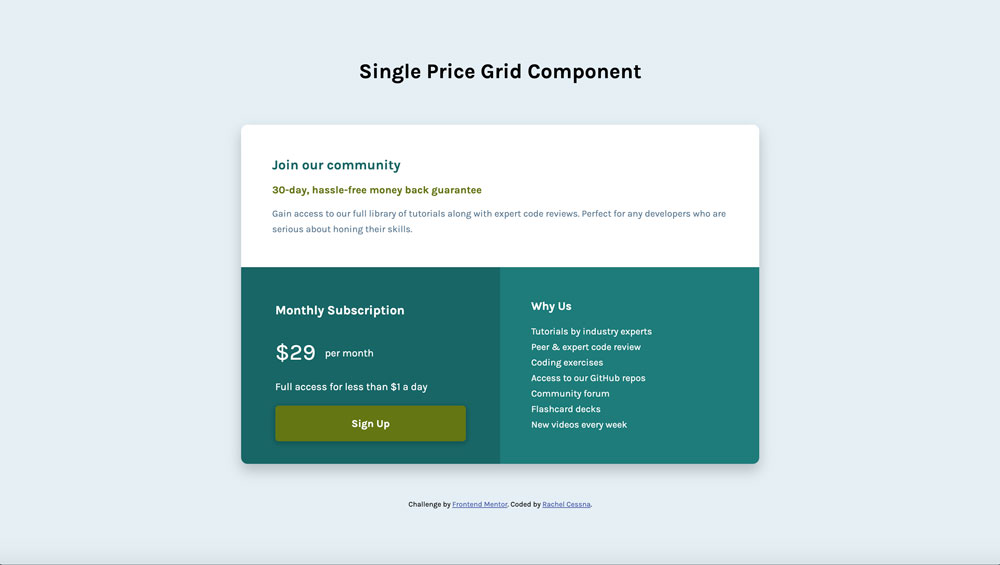 Single Price Grid Component
Join our community
30-day, hassle-free money back guarantee
Gain access to our full library of tutorials along with expert code reviews. Perfect for any developers who are
serious about honing their skills.
Monthly Subscription
$29 per month
Full access for less than $1 a day
Sign Up
Why Us
Tutorials by industry experts
Peer & expert code review
Coding exercises
Access to our GitHub repos
Community forum
Flashcard decks
New videos every week
Challenge by Frontend Mentor. Coded by Rachel Cessna.